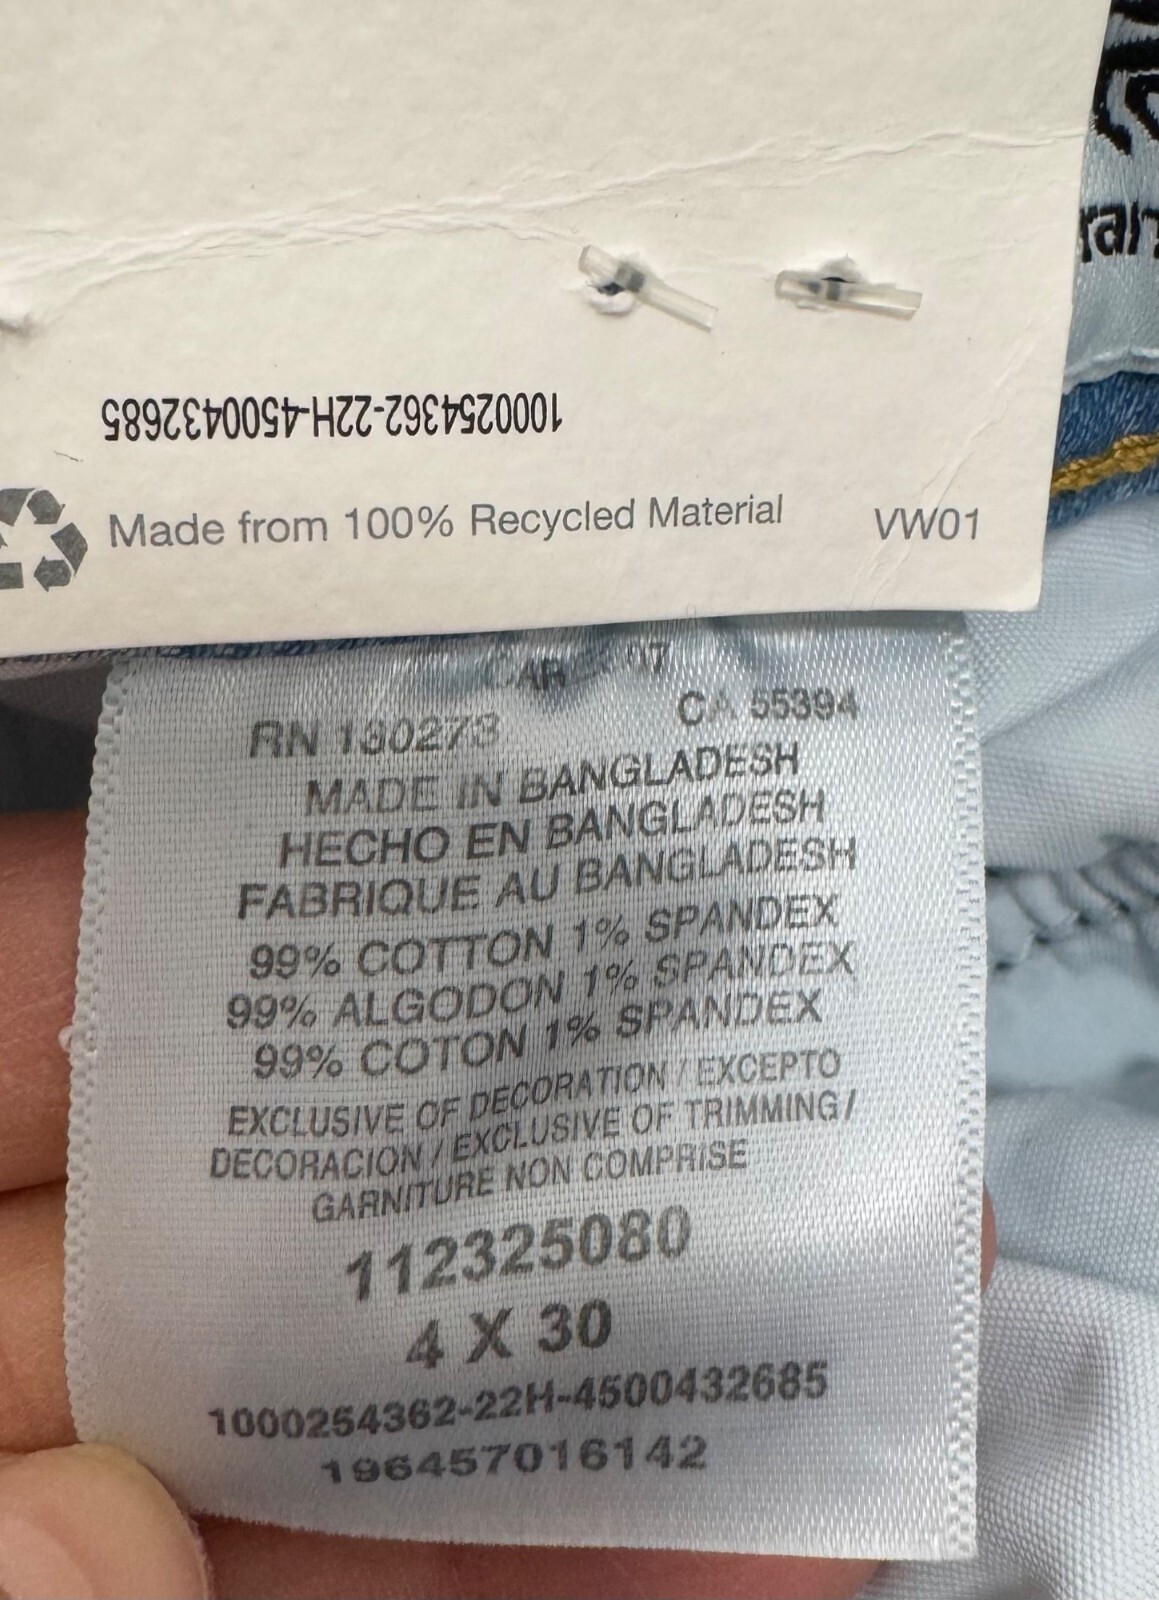 1000254362-22H-4500432685
Made from 100% Recycled Material
VW01
RN 130273
CA 55394
MADE IN BANGLADESH
HECHO EN BANGLADESH
FABRIQUE AU BANGLADESH
99% COTTON 1% SPANDEX
99% ALGODON 1% SPANDEX
99% COTON 1% SPANDEX
EXCLUSIVE OF DECORATION / EXCEPTO
DECORACION / EXCLUSIVE OF TRIMMING /
GARNITURE NON COMPRISE
112325080
4 X 30
1000254362-22H-4500432685
196457016142